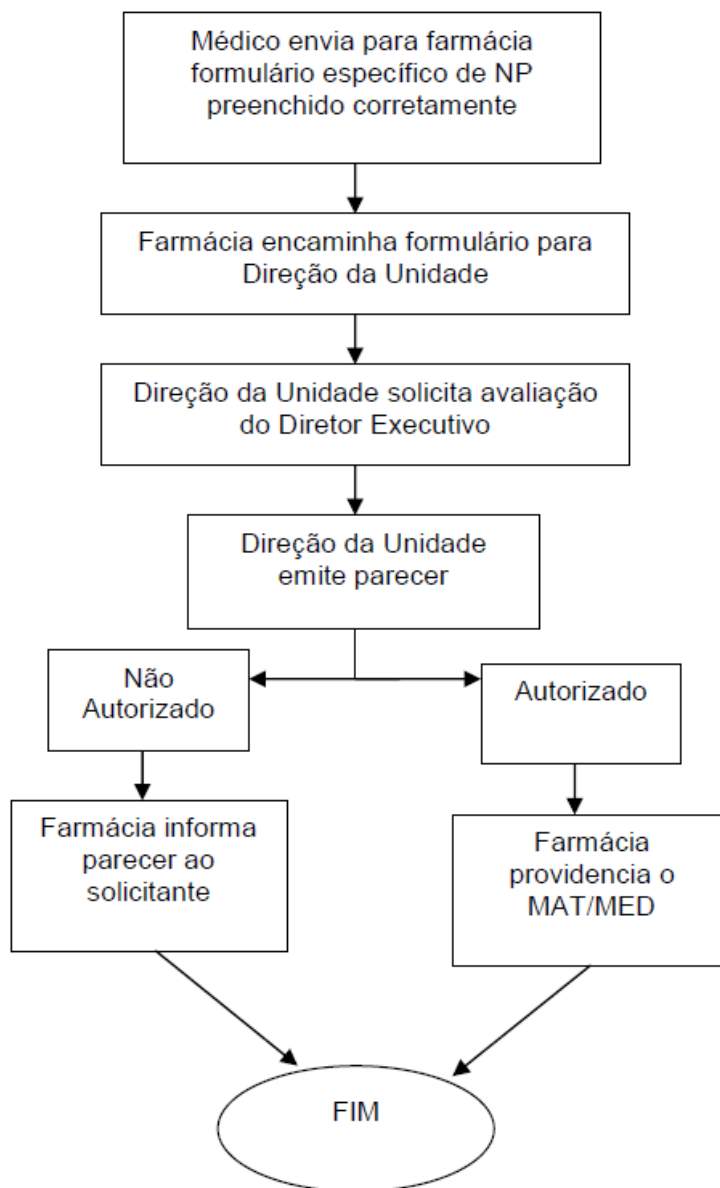 Médico envia para farmácia
formulário específico de NP
preenchido corretamente
Farmácia encaminha formulário para
Direção da Unidade
Direção da Unidade solicita avaliação
do Diretor Executivo
Direção da Unidade
emite parecer
Não
Autorizado
Autorizado
Farmácia informa
parecer ao
solicitante
Farmácia
providencia o
MAT/MED
FIM